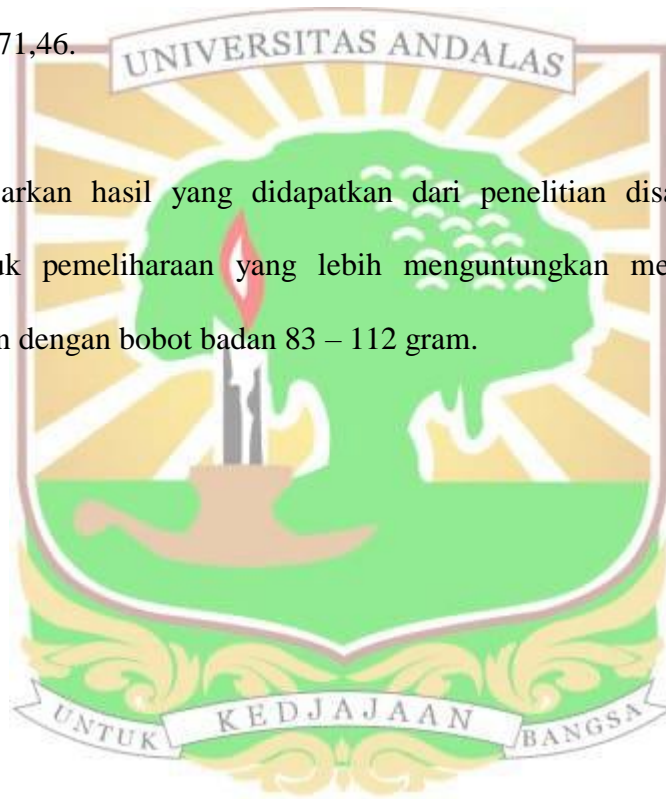 71,46.
UNIVERSITAS ANDALAS
arkan hasil yang didapatkan dari penelitian disa
uk pemeliharaan yang lebih menguntungkan me
n dengan bobot badan 83 – 112 gram.
UNTUK KEDJAJAAN BANGSA